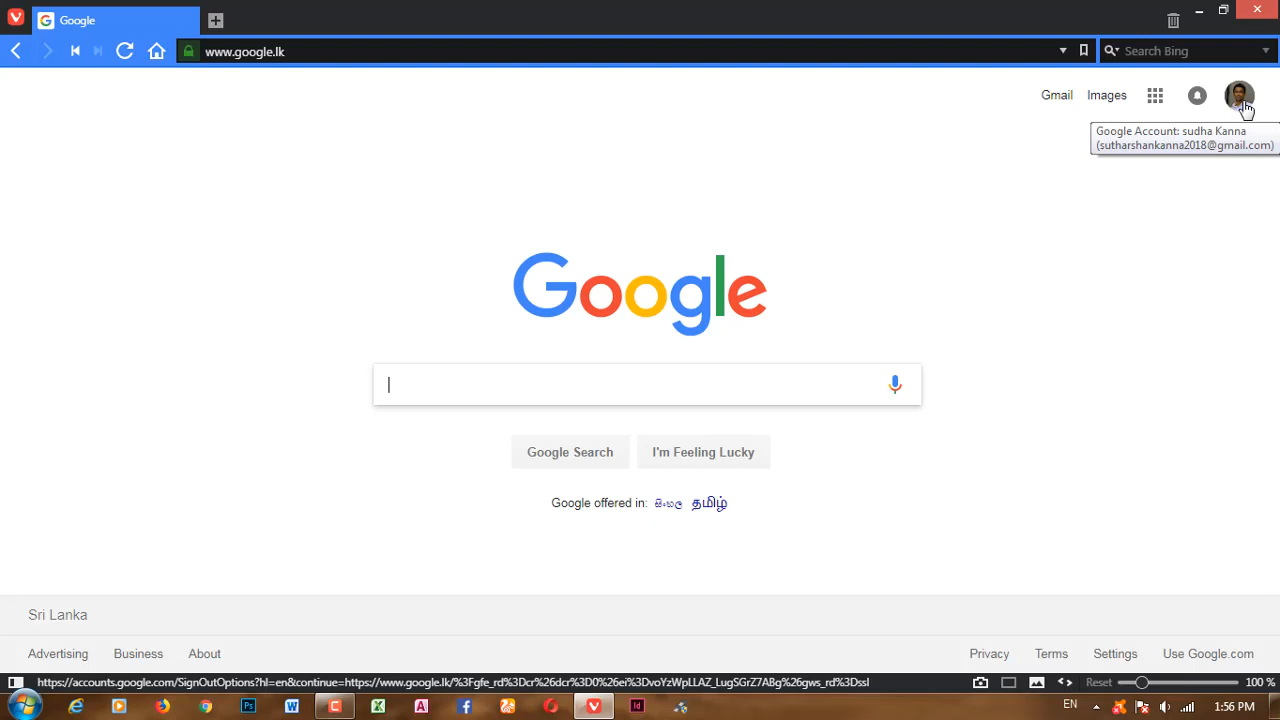 Google
www.google.lk
Search Bing
Gmail Images
Google Account: sudha Kanna
(sutharshankanna2018@gmail.com)
Google
Google Search I'm Feeling Lucky
Google offered in: සිංහල தமிழ்
Sri Lanka
Advertising Business About Privacy Terms Settings Use Google.com
https://accounts.google.com/SignOutOptions?hl=en&continue=https://www.google.lk/%3Fgfe_rd%3Dcr%26dcr%3D0%26ei%3DvoYzWpLLAZ_LugSGrZ7ABg%26gws_rd%3Dssl Reset 100 %
Ps W C X A f Id EN 1:56 PM